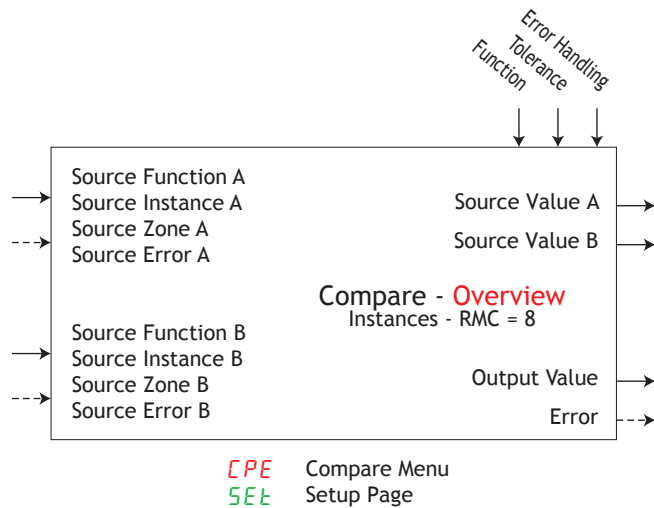 Function
Tolerance
Error Handling
Source Function A
Source Instance A
Source Zone A
Source Error A
Source Value A
Source Value B
Compare - Overview
Instances - RMC = 8
Source Function B
Source Instance B
Source Zone B
Source Error B
Output Value
Error
CPE Compare Menu
SEt Setup Page